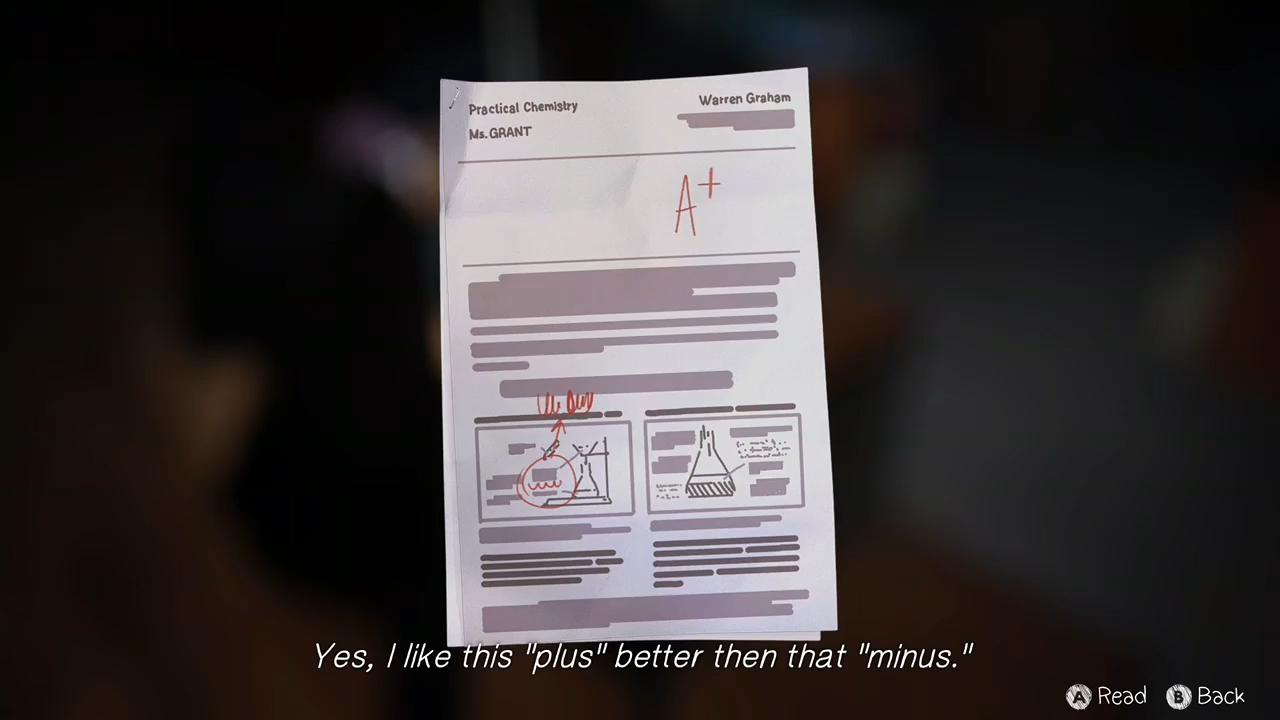 Practical Chemistry
Warren Graham
Ms. GRANT
A+
Yes, I like this "plus" better then that "minus."
A Read B Back